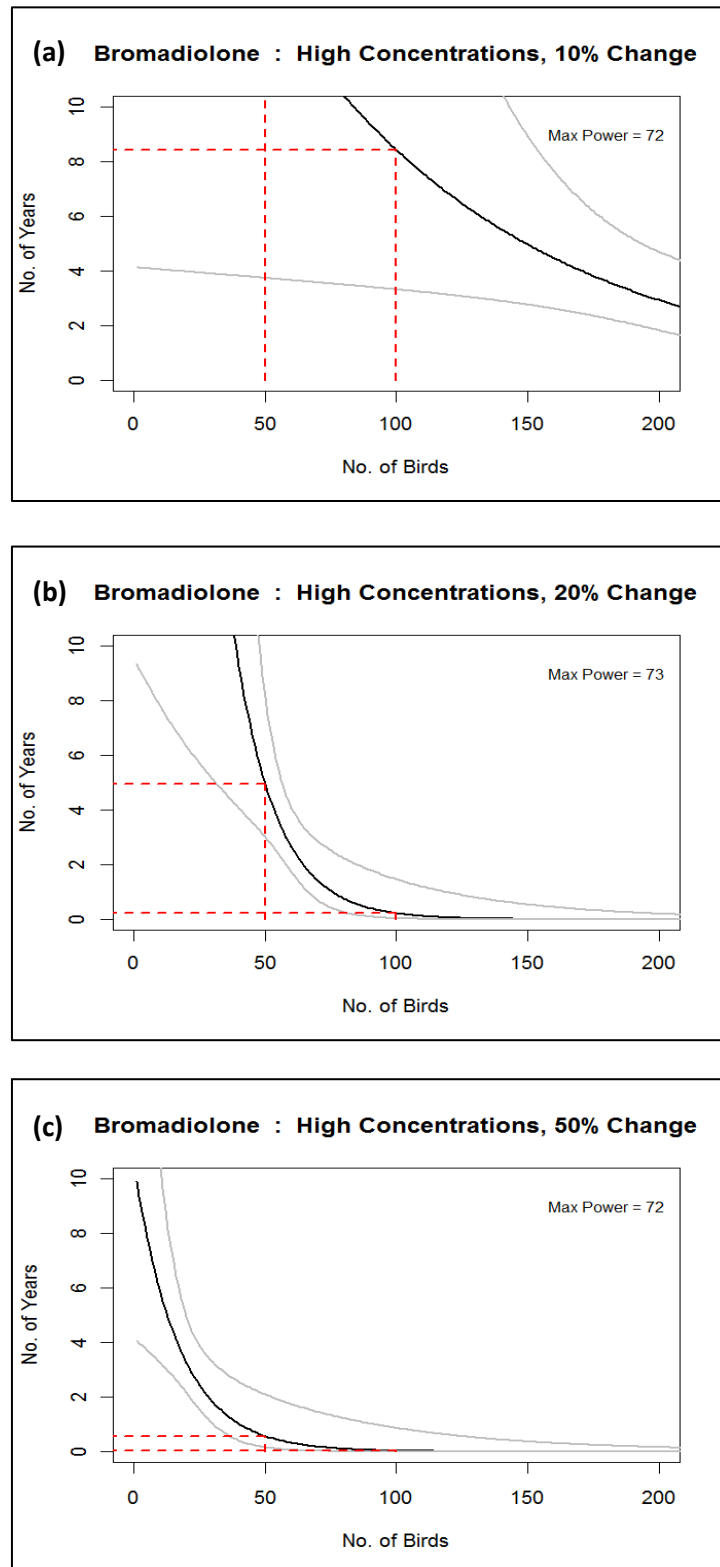 (a) Bromadiolone : High Concentrations, 10% Change
Max Power = 72
No. of Years
10
8
6
4
2
0
0 50 100 150 200
No. of Birds
(b) Bromadiolone : High Concentrations, 20% Change
Max Power = 73
No. of Years
10
8
6
4
2
0
0 50 100 150 200
No. of Birds
(c) Bromadiolone : High Concentrations, 50% Change
Max Power = 72
No. of Years
10
8
6
4
2
0
0 50 100 150 200
No. of Birds